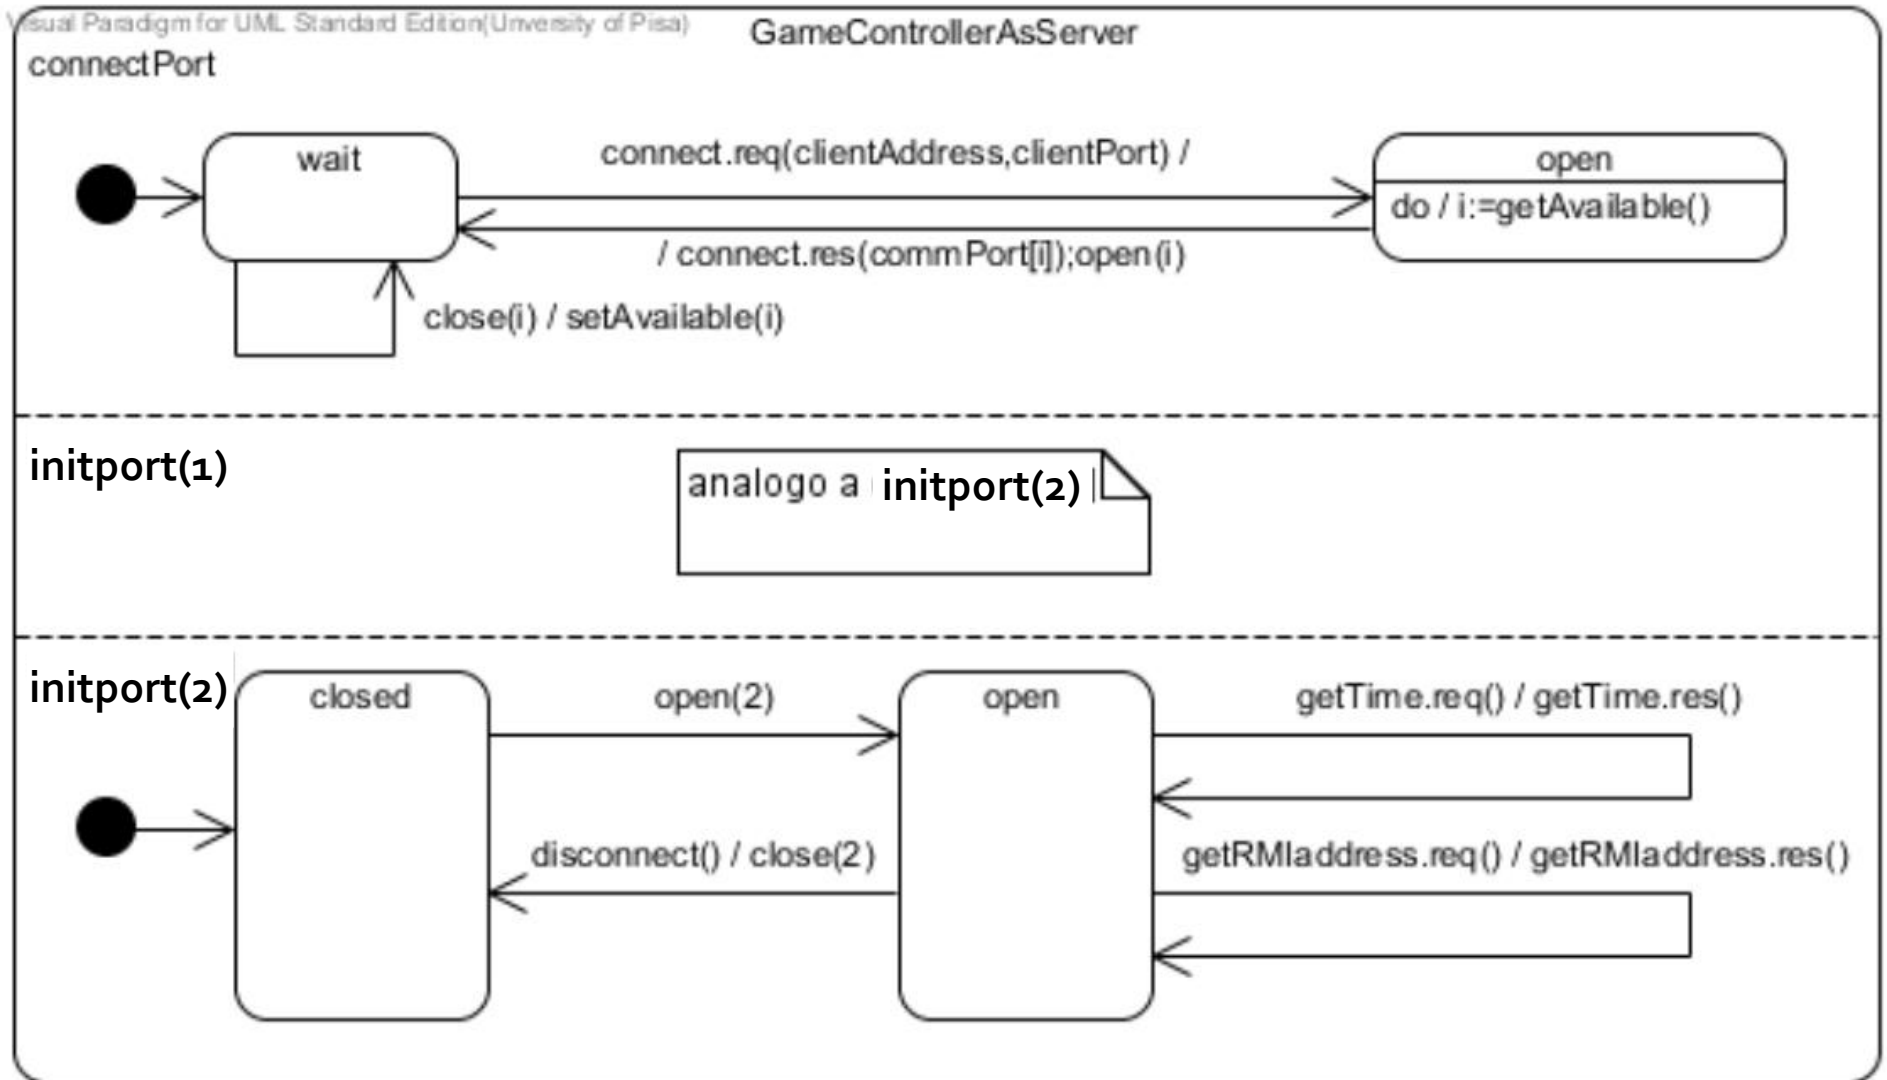 Visual Paradigm for UML Standard Edition(Unversity of Pisa)
GameControllerAsServer
connectPort
wait
connect.req(clientAddress,clientPort) /
open
do / i:=getAvailable()
/ connect.res(commPort[i]);open(i)
close(i) / setAvailable(i)
initport(1)
analogo a initport(2)
initport(2)
closed
open(2)
open
getTime.req() / getTime.res()
disconnect() / close(2)
getRMIaddress.req() / getRMIaddress.res()